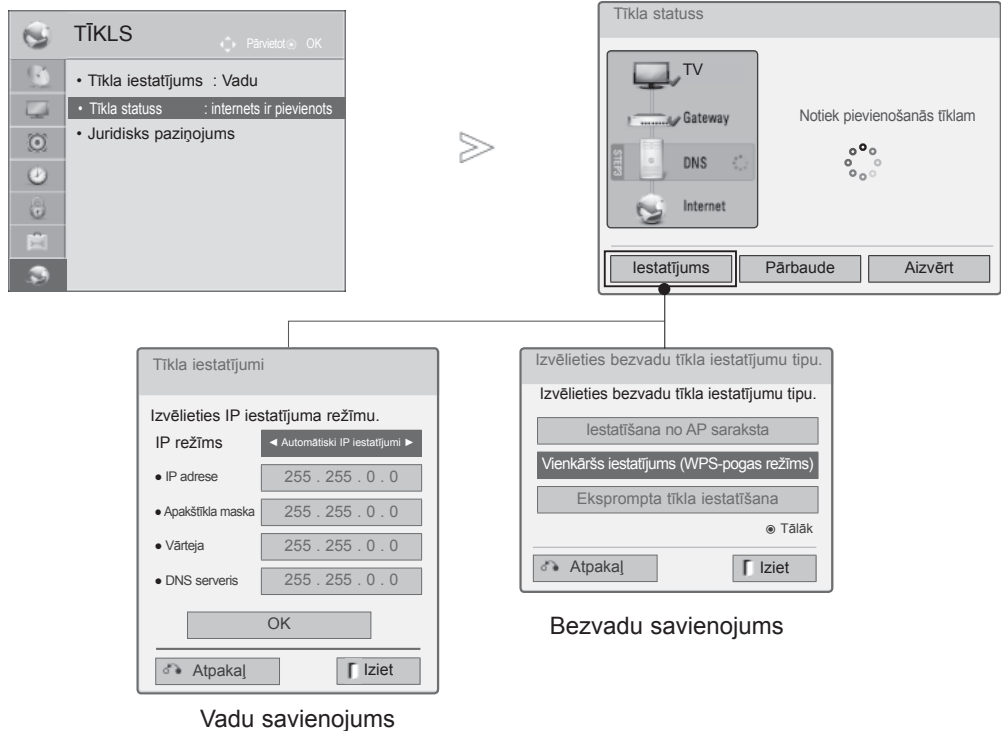 TĪKLS
Pārvietot OK
• Tīkla iestatījums : Vadu
• Tīkla statuss : internets ir pievienots
• Juridisks paziņojums
Tīkla statuss
TV
Gateway
STEP3
DNS
Internet
Notiek pievienošanās tīklam
Iestatījums
Pārbaude
Aizvērt
Tīkla iestatījumi
Izvēlieties IP iestatījuma režīmu.
IP režīms
◄ Automātiski IP iestatījumi ►
● IP adrese
255 . 255 . 0 . 0
● Apakštīkla maska
255 . 255 . 0 . 0
● Vārteja
255 . 255 . 0 . 0
● DNS serveris
255 . 255 . 0 . 0
OK
Atpakaļ
Iziet
Vadu savienojums
Izvēlieties bezvadu tīkla iestatījumu tipu.
Izvēlieties bezvadu tīkla iestatījumu tipu.
Iestatīšana no AP saraksta
Vienkāršs iestatījums (WPS-pogas režīms)
Eksprompta tīkla iestatīšana
Tālāk
Atpakaļ
Iziet
Bezvadu savienojums